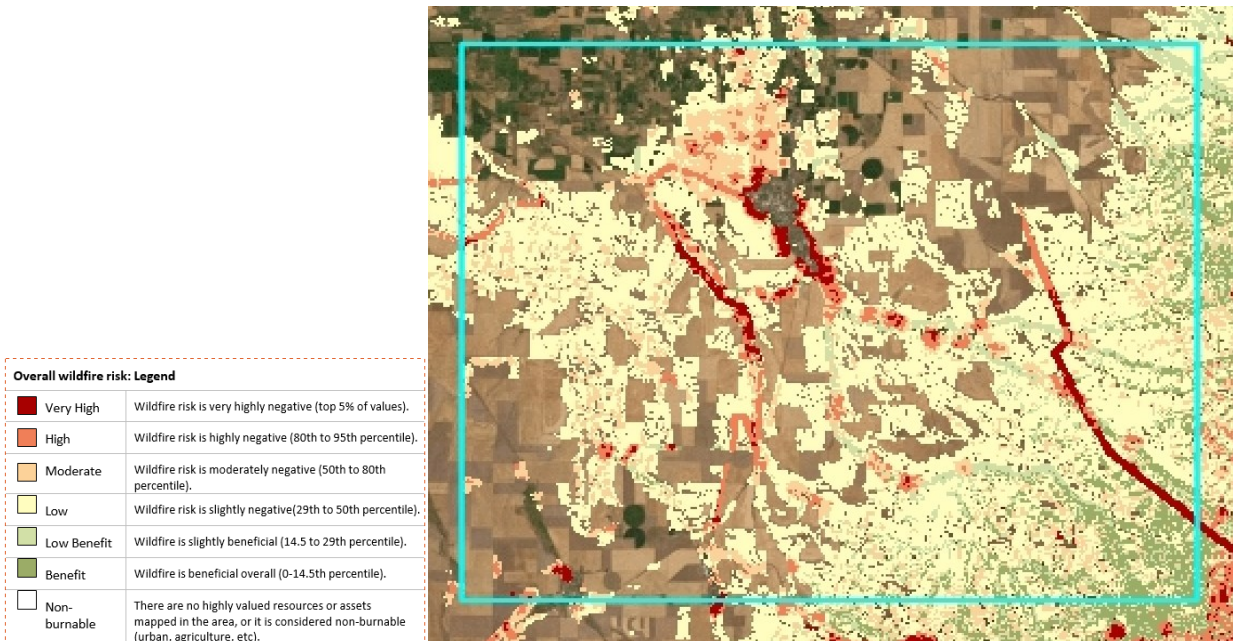 Overall wildfire risk: Legend
Very High Wildfire risk is very highly negative (top 5% of values).
High Wildfire risk is highly negative (80th to 95th percentile).
Moderate Wildfire risk is moderately negative (50th to 80th
percentile).
Low Wildfire risk is slightly negative(29th to 50th percentile).
Low Benefit Wildfire is slightly beneficial (14.5 to 29th percentile).
Benefit Wildfire is beneficial overall (0-14.5th percentile).
Non-
burnable
There are no highly valued resources or assets
mapped in the area, or it is considered non-burnable
(urban, agriculture, etc).